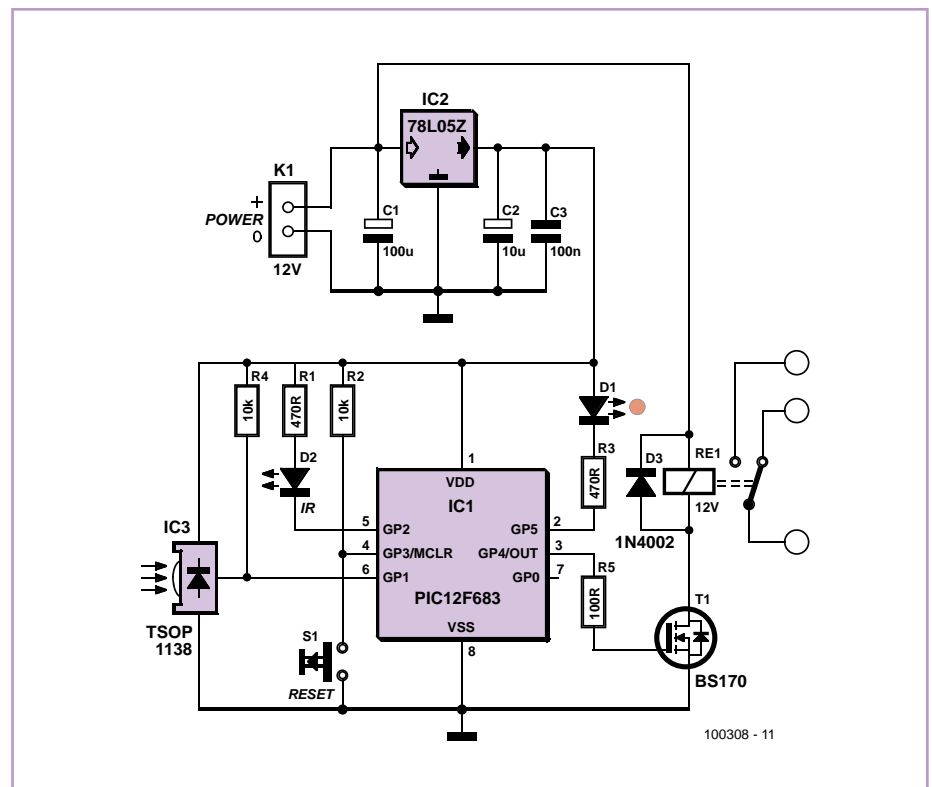 IC2
78L05Z
K1
+
POWER
0
12V
C1
100u
C2
10u
C3
100n
R4
10k
R1
470R
R2
10k
D1
D2
IR
R3
470R
D3
RE1
12V
1N4002
1
VDD
IC1
5
GP2
GP5
2
4
GP3/MCLR
GP4/OUT
3
6
GP1
GP0
7
PIC12F683
VSS
8
IC3
TSOP
1138
S1
RESET
R5
100R
T1
BS170
100308 - 11